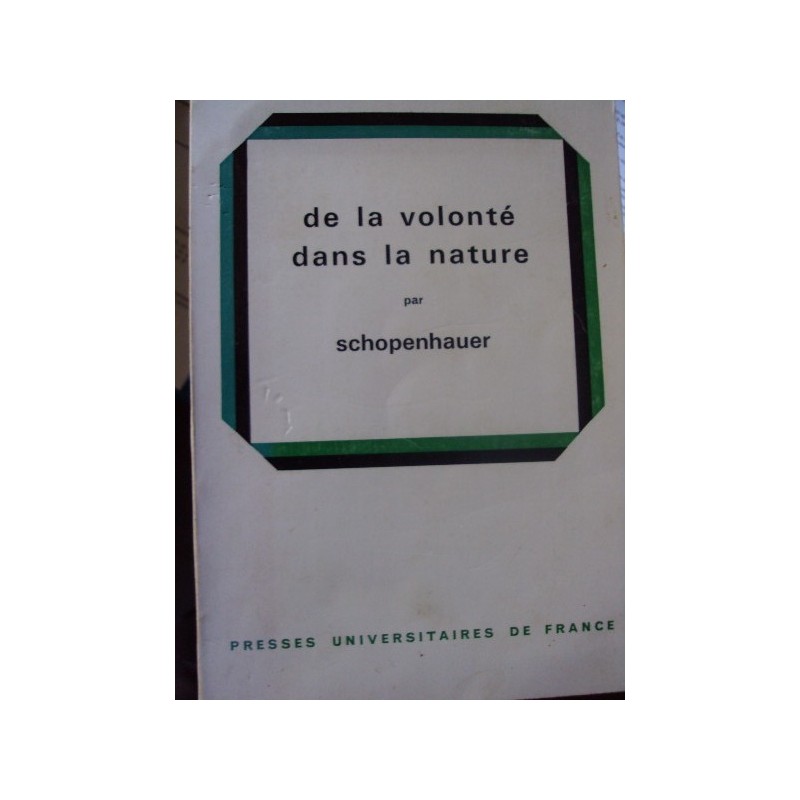 de la volonté
dans la nature
par
schopenhauer
PRESSES UNIVERSITAIRES DE FRANCE